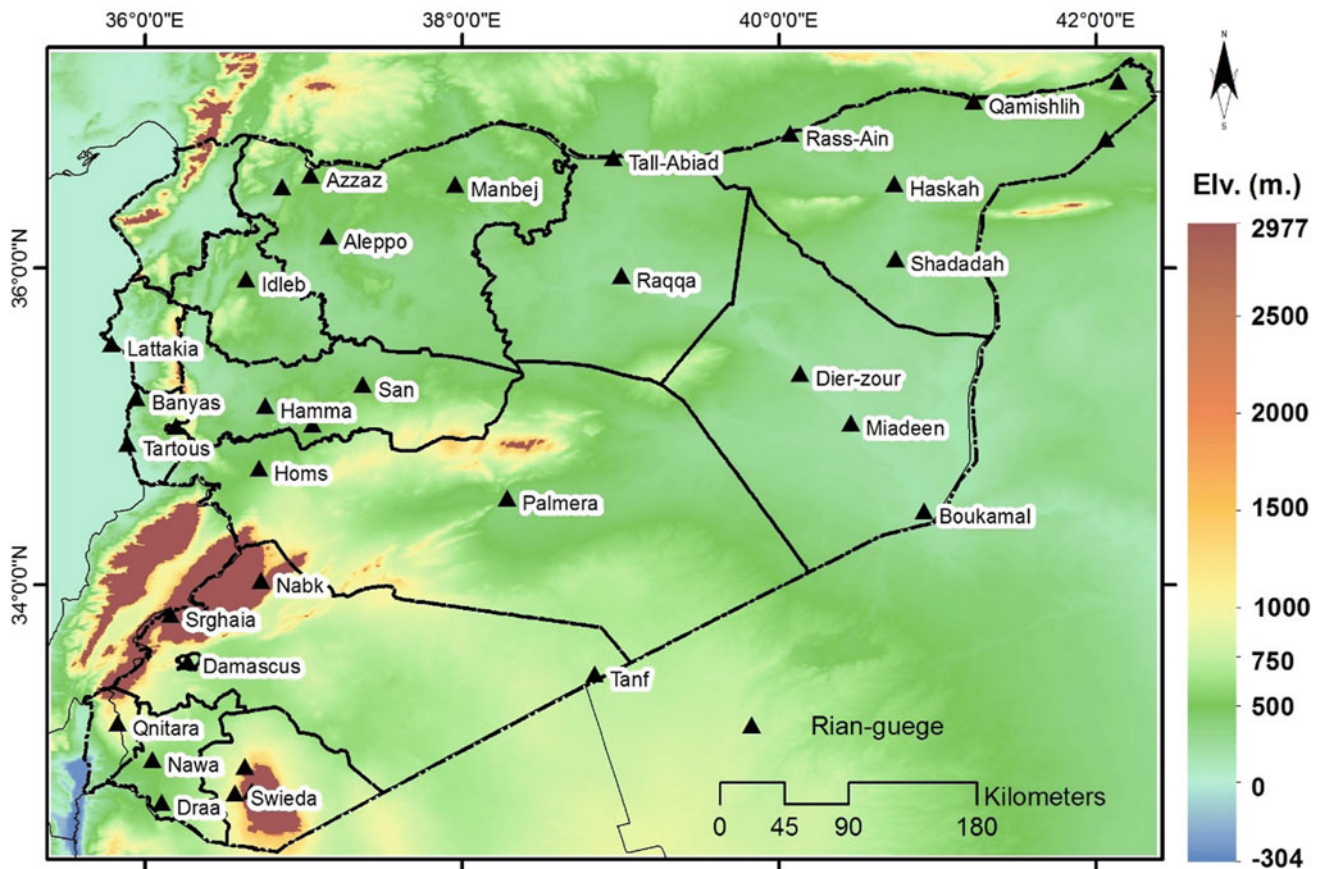 36°0'0"E
38°0'0"E
40°0'0"E
42°0'0"E
N
S
36°0'0"N
34°0'0"N
Qamishlih
Rass-Ain
Tall-Abiad
Azzaz
Manbej
Haskah
Aleppo
Shadadah
Idleb
Raqqa
Lattakia
Dier-zour
San
Banyas
Hamma
Miadeen
Tartous
Homs
Palmera
Boukamal
Nabk
Srghaia
Damascus
Tanf
Qnitara
Nawa
Draa
Swieda
Rian-guege
Kilometers
0 45 90 180
Elv. (m.)
2977
2500
2000
1500
1000
750
500
0
-304